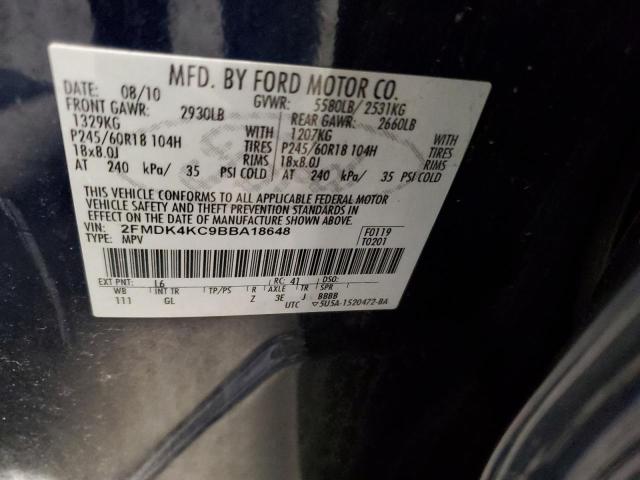 MFD. BY FORD MOTOR CO.
DATE: 08/10 GVWR: 5580LB/ 2531KG
FRONT GAWR: 2930LB REAR GAWR: 2660LB
1329KG WITH 1207KG WITH
P245/60R18 104H TIRES P245/60R18 104H TIRES
18x8.0J RIMS 18x8.0J RIMS
AT 240 kPa/ 35 PSI COLD AT 240 kPa/ 35 PSI COLD
THIS VEHICLE CONFORMS TO ALL APPLICABLE FEDERAL MOTOR
VEHICLE SAFETY AND THEFT PREVENTION STANDARDS IN
EFFECT ON THE DATE OF MANUFACTURE SHOWN ABOVE.
VIN: 2FMDK4KC9BBA18648 F0119
TYPE: MPV T0201
EXT PNT: L6 RC: 41 DSO:
WB INT TR TP/PS R AXLE TR SPR
111 GL Z 3E J BBBB
UTC ▽5U5A-1520472-BA